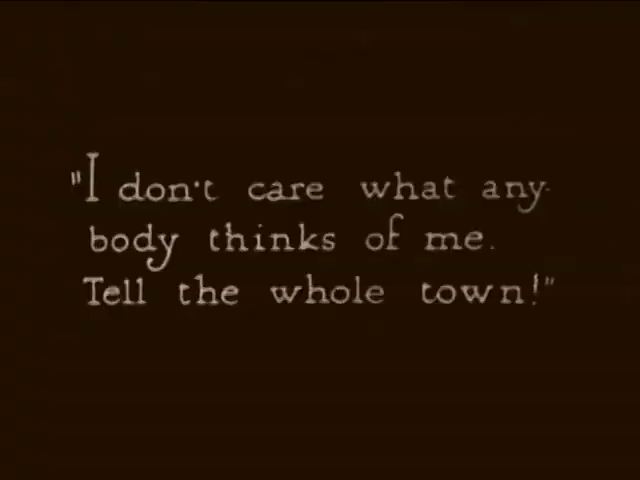 "I don't care what any-
body thinks of me.
Tell the whole town!"